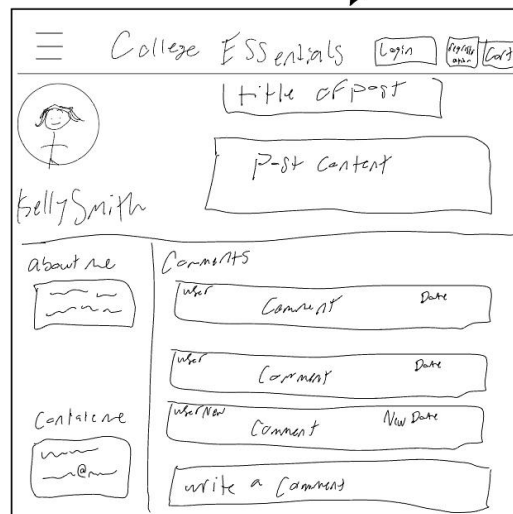 College ESSentials Login Registration Cart
title of post
Post Content
Kelly Smith
about me
Comments
user Comment Date
user Comment Date
User New Comment New Date
Contact me
@
write a Comment